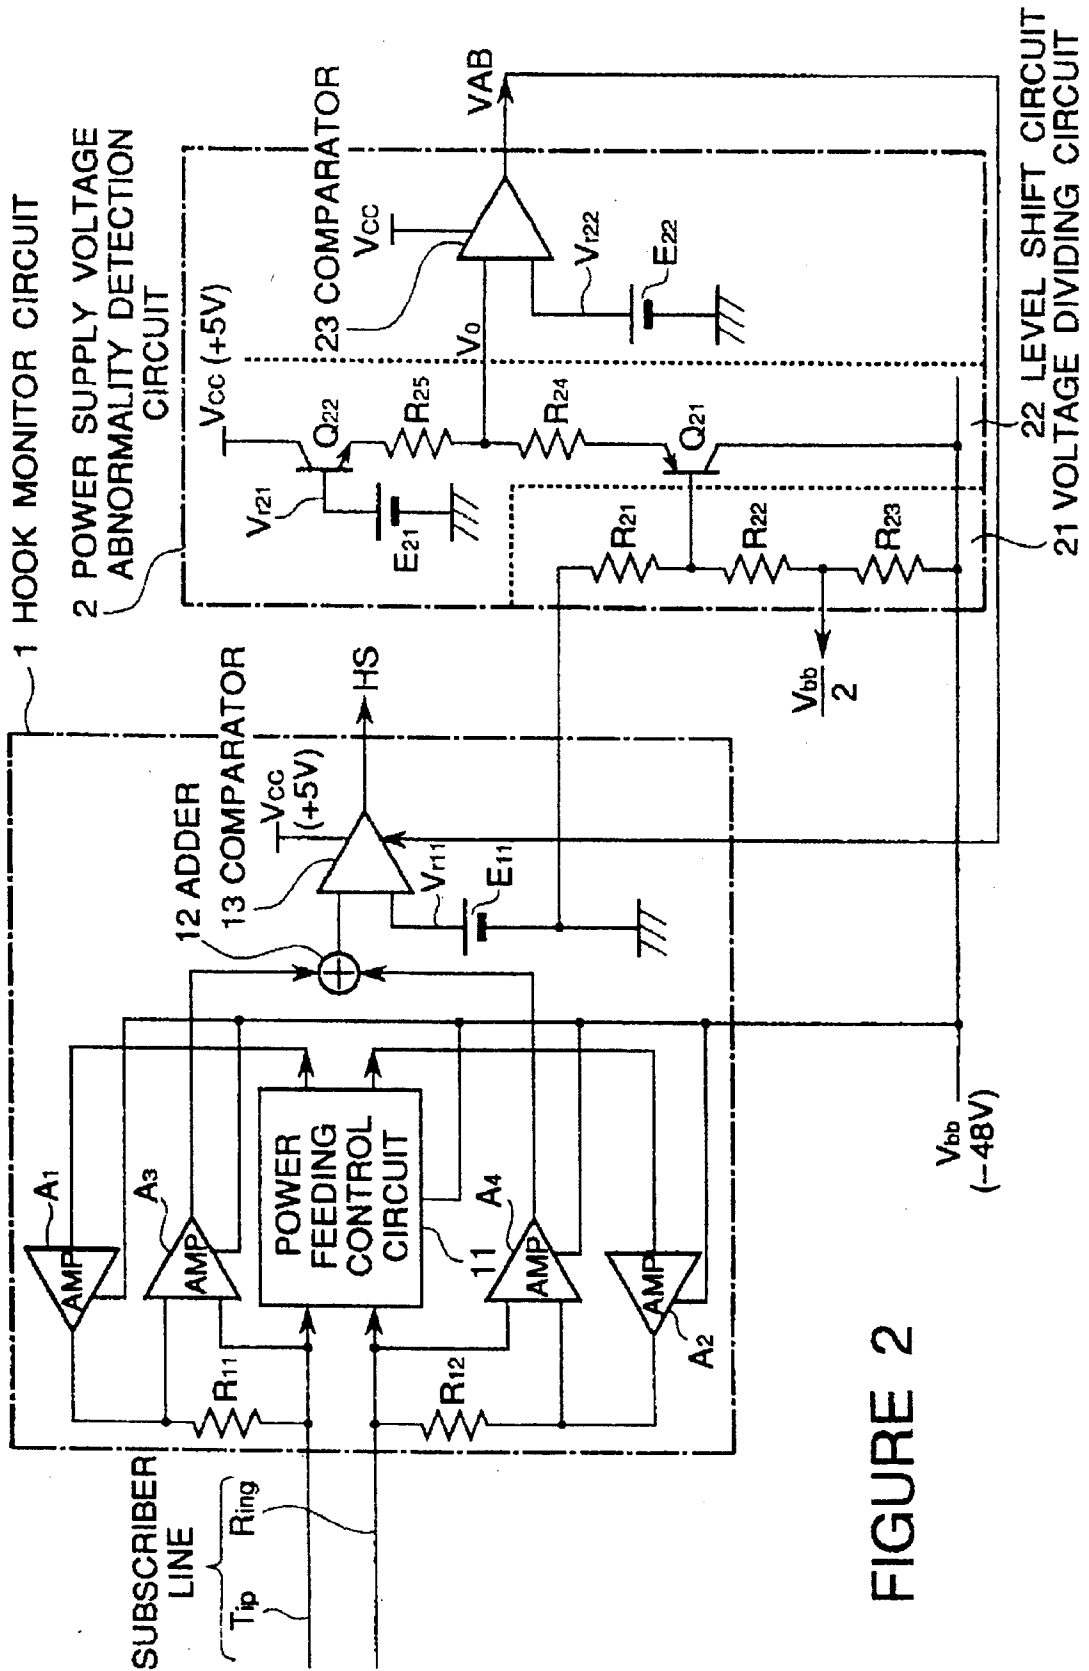 1 HOOK MONITOR CIRCUIT
2 POWER SUPPLY VOLTAGE
ABNORMALITY DETECTION
CIRCUIT
SUBSCRIBER
LINE
Tip
Ring
R11
R12
A1
AMP
A3
AMP
POWER
FEEDING
CONTROL
CIRCUIT
11
A4
AMP
A2
AMP
12 ADDER
13 COMPARATOR
VCC
(+5V)
Vr11
E11
HS
Vbb
(−48V)
Vbb
2
VCC (+5V)
Vr21
E21
Q22
R25
V0
R24
Q21
R21
R22
R23
23 COMPARATOR
VCC
Vr22
E22
VAB
22 LEVEL SHIFT CIRCUIT
21 VOLTAGE DIVIDING CIRCUIT
FIGURE 2